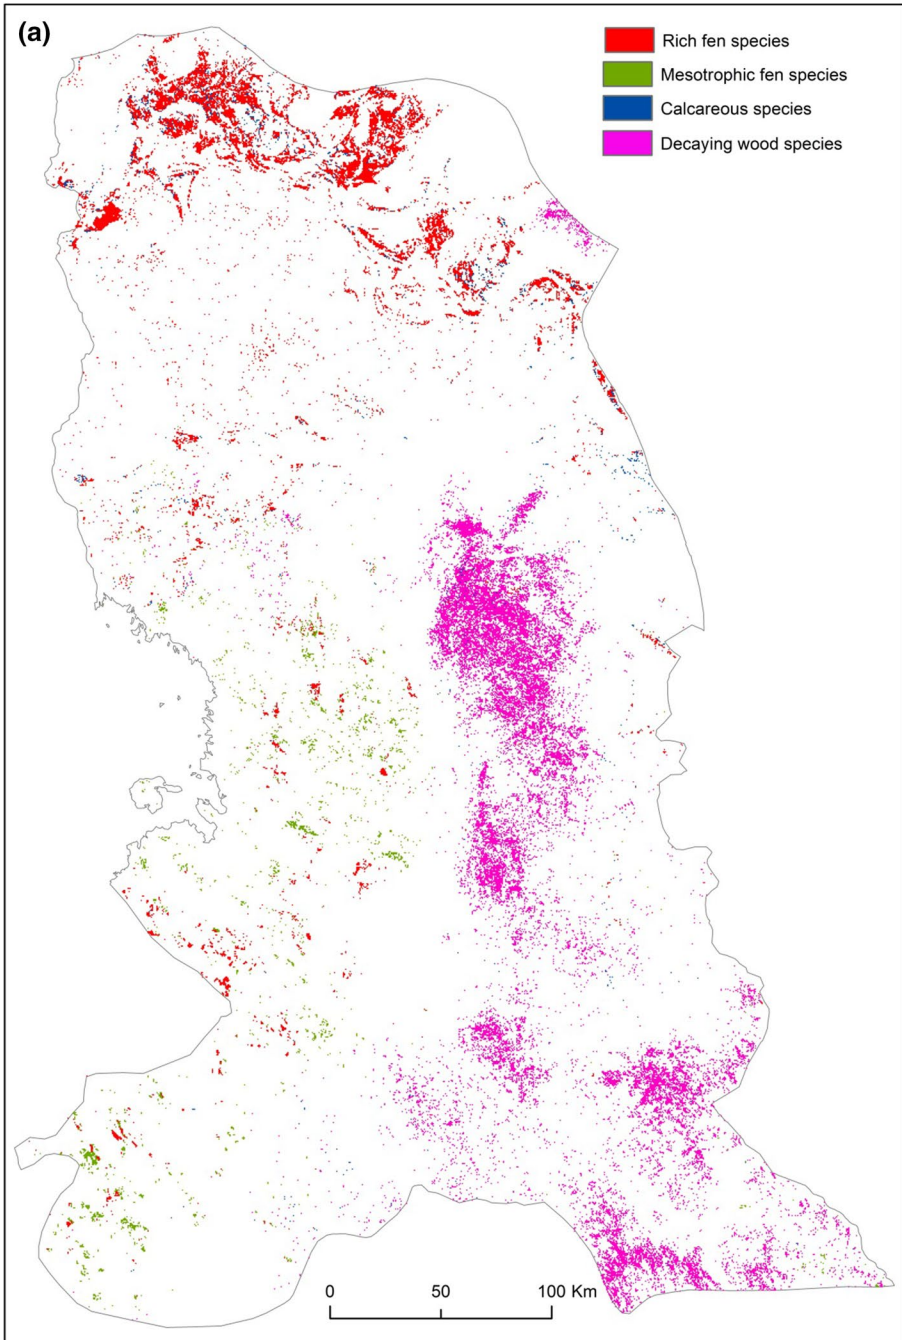 (a)
Rich fen species
Mesotrophic fen species
Calcareous species
Decaying wood species
0 50 100 Km